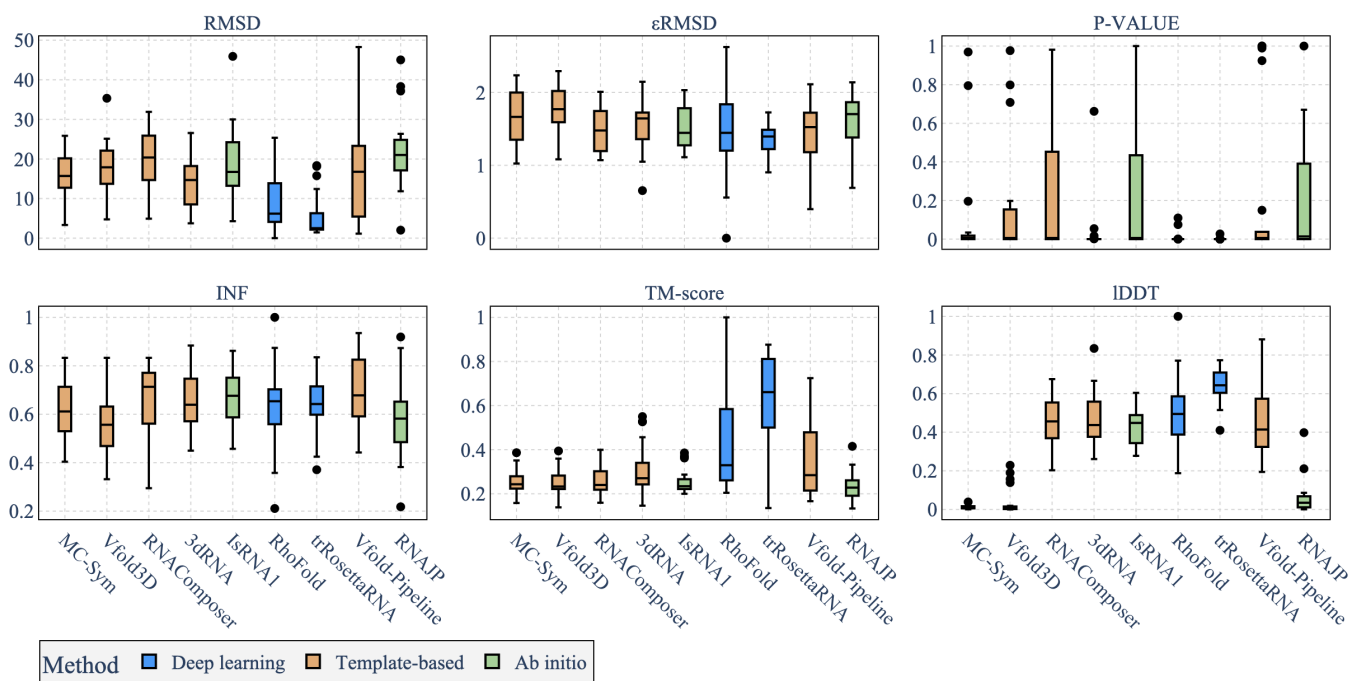 RMSD
50
40
30
20
10
0
εRMSD
2
1
0
P-VALUE
1
0.8
0.6
0.4
0.2
0
INF
1
0.8
0.6
0.4
0.2
TM-score
1
0.8
0.6
0.4
0.2
lDDT
1
0.8
0.6
0.4
0.2
0
MC-Sym
Vfold3D
RNAComposer
3dRNA
IsRNA1
RhoFold
trRosettaRNA
Vfold-Pipeline
RNAJP
MC-Sym
Vfold3D
RNAComposer
3dRNA
IsRNA1
RhoFold
trRosettaRNA
Vfold-Pipeline
RNAJP
MC-Sym
Vfold3D
RNAComposer
3dRNA
IsRNA1
RhoFold
trRosettaRNA
Vfold-Pipeline
RNAJP
Method Deep learning Template-based Ab initio